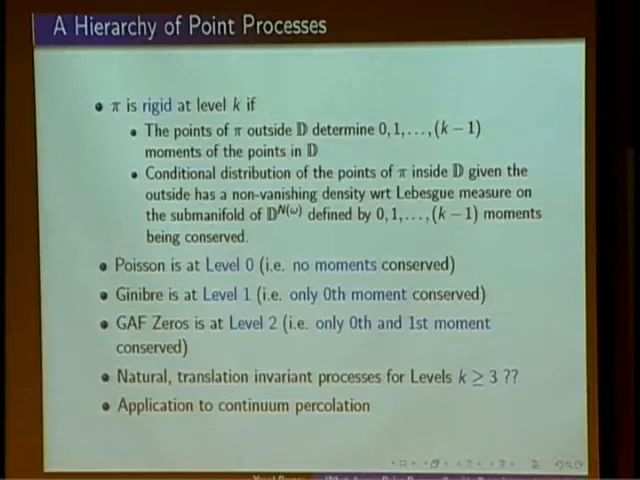 A Hierarchy of Point Processes
• π is rigid at level k if
• The points of π outside 𝔻 determine 0, 1, . . . , (k − 1)
moments of the points in 𝔻
• Conditional distribution of the points of π inside 𝔻 given the
outside has a non-vanishing density wrt Lebesgue measure on
the submanifold of 𝔻^N(ω) defined by 0, 1, . . . , (k − 1) moments
being conserved.
• Poisson is at Level 0 (i.e. no moments conserved)
• Ginibre is at Level 1 (i.e. only 0th moment conserved)
• GAF Zeros is at Level 2 (i.e. only 0th and 1st moment
conserved)
• Natural, translation invariant processes for Levels k ≥ 3 ??
• Application to continuum percolation